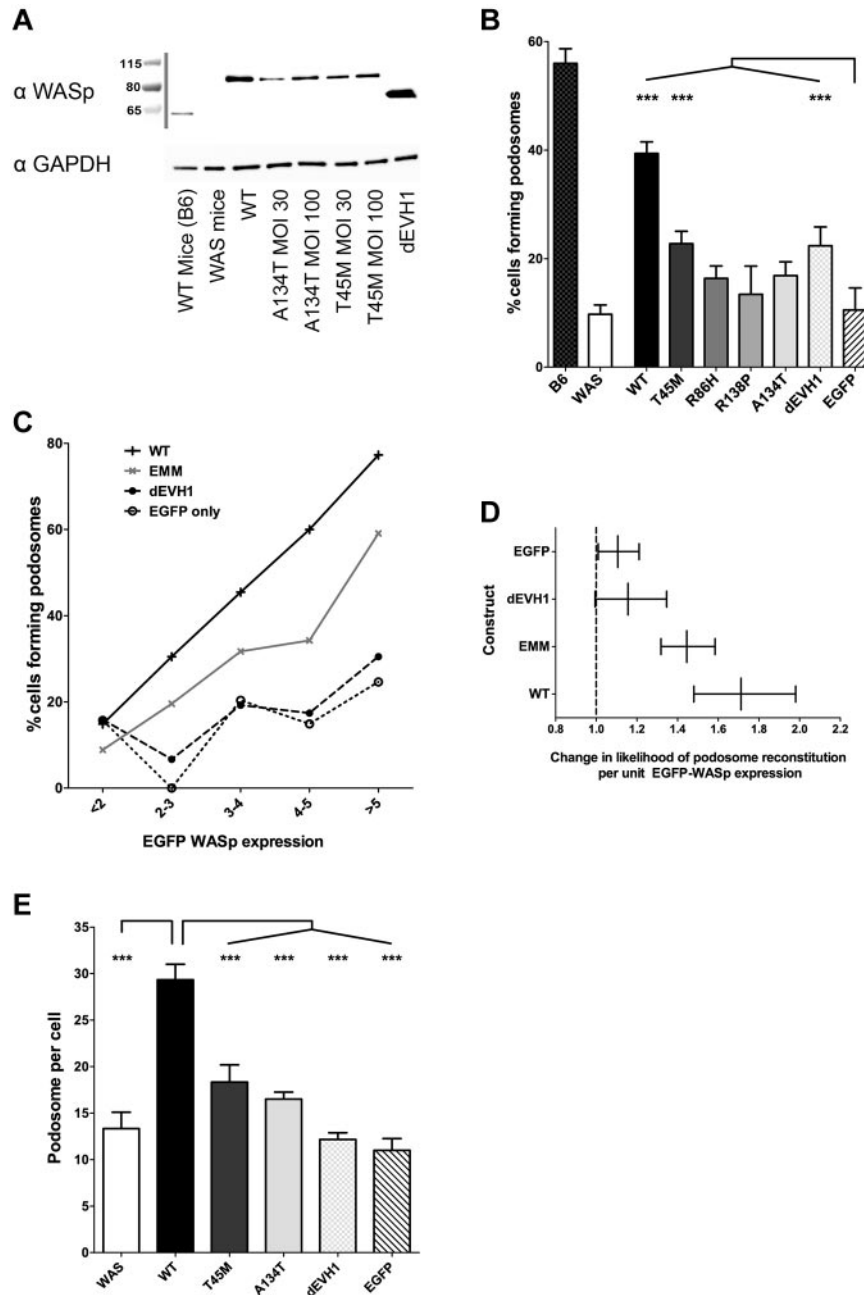 A
115
80
65
α WASp
α GAPDH
WT Mice (B6)
WAS mice
WT
A134T MOI 30
A134T MOI 100
T45M MOI 30
T45M MOI 100
dEVH1
B
% cells forming podosomes
60
40
20
0
*** *** ***
B6
WAS
WT
T45M
R86H
R138P
A134T
dEVH1
EGFP
C
% cells forming podosomes
80
60
40
20
0
WT
EMM
dEVH1
EGFP only
<2
2-3
3-4
4-5
>5
EGFP WASp expression
D
Construct
EGFP
dEVH1
EMM
WT
0.8 1.0 1.2 1.4 1.6 1.8 2.0 2.2
Change in likelihood of podosome reconstitution
per unit EGFP-WASp expression
E
Podosome per cell
35
30
25
20
15
10
5
0
*** *** *** *** ***
WAS
WT
T45M
A134T
dEVH1
EGFP